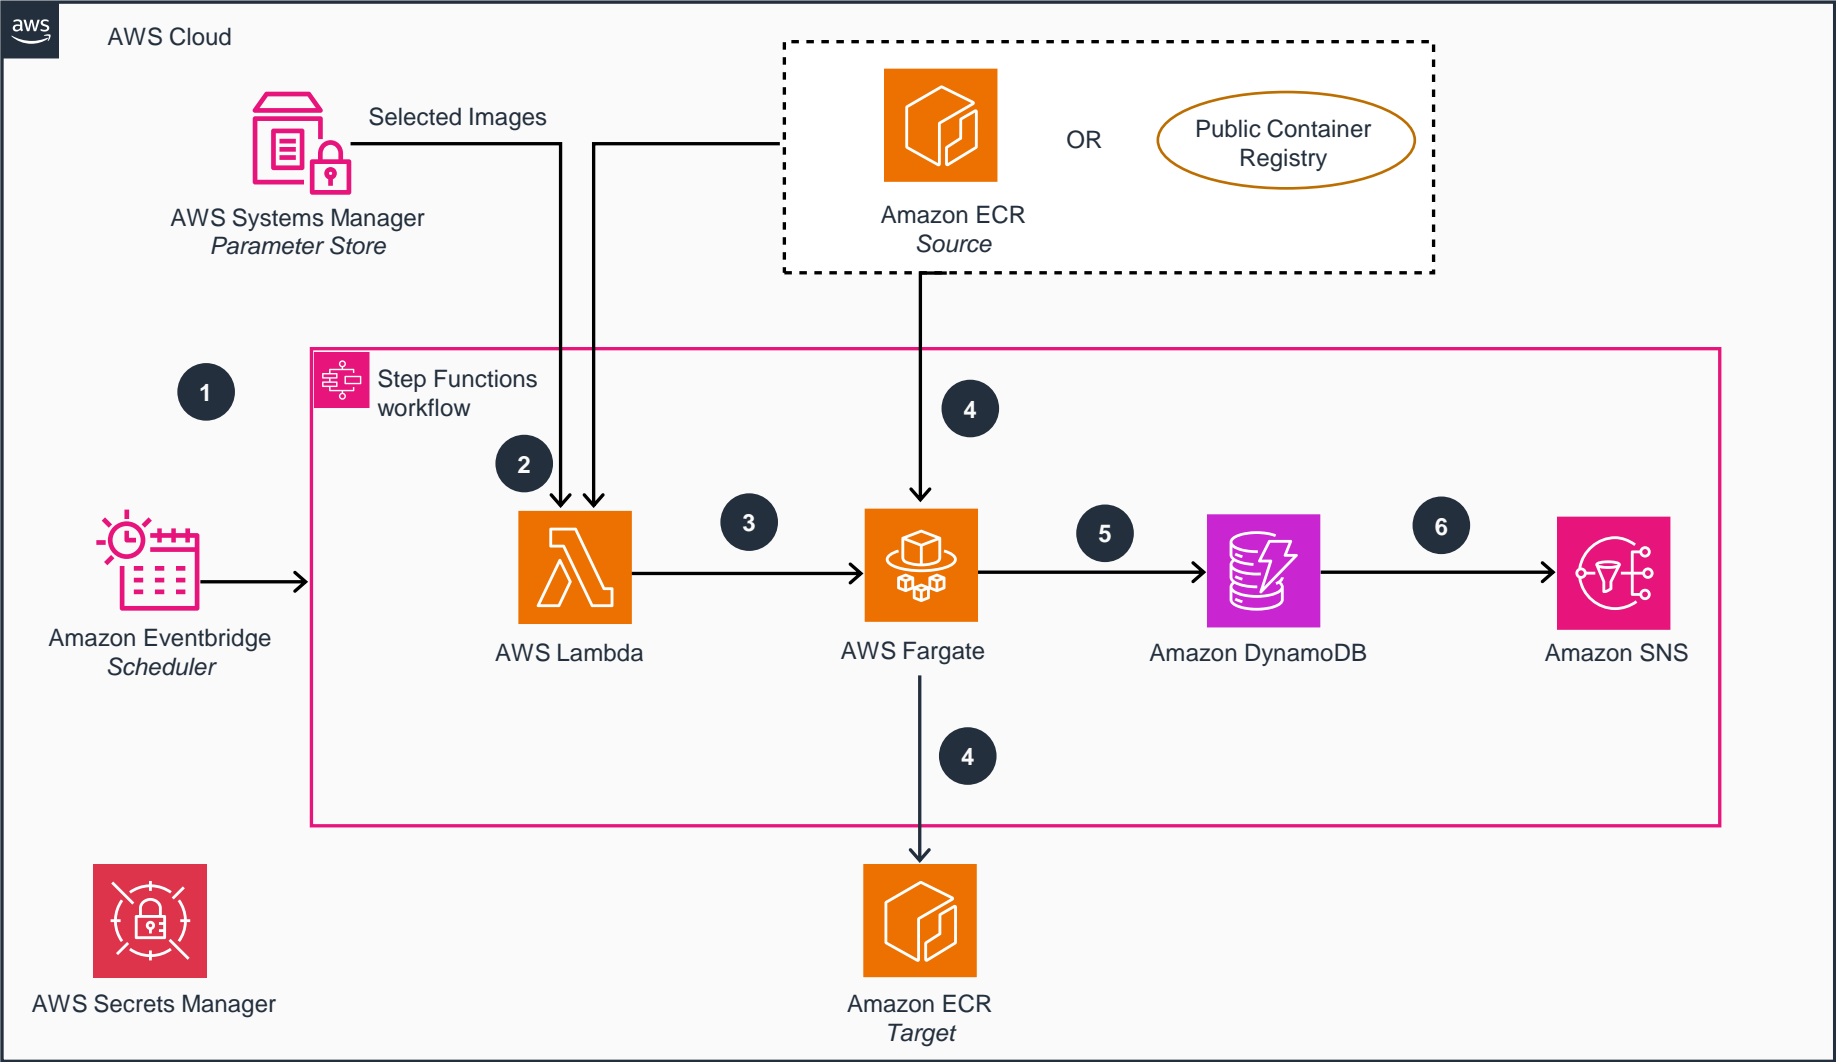 aws
AWS Cloud
Selected Images
AWS Systems Manager
Parameter Store
Amazon ECR
Source
OR
Public Container
Registry
1
Step Functions
workflow
2
3
4
5
6
Amazon Eventbridge
Scheduler
AWS Lambda
AWS Fargate
Amazon DynamoDB
Amazon SNS
4
AWS Secrets Manager
Amazon ECR
Target